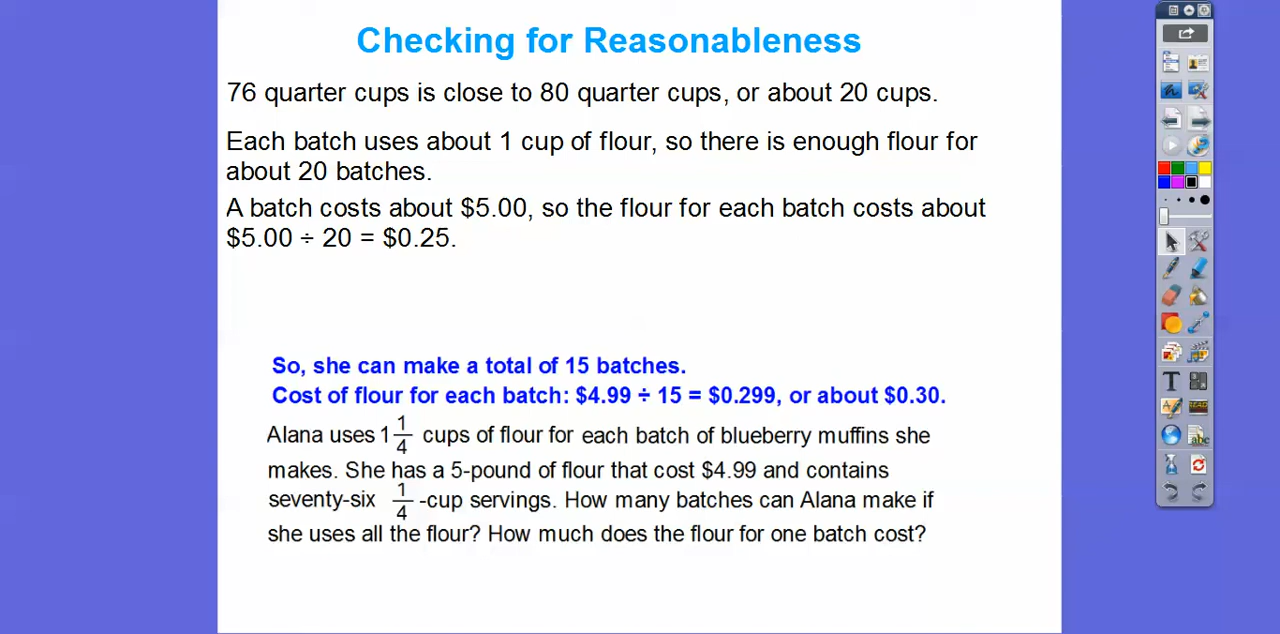 Checking for Reasonableness
76 quarter cups is close to 80 quarter cups, or about 20 cups.
Each batch uses about 1 cup of flour, so there is enough flour for
about 20 batches.
A batch costs about $5.00, so the flour for each batch costs about
$5.00 ÷ 20 = $0.25.
So, she can make a total of 15 batches.
Cost of flour for each batch: $4.99 ÷ 15 = $0.299, or about $0.30.
Alana uses 1 1/4 cups of flour for each batch of blueberry muffins she
makes. She has a 5-pound of flour that cost $4.99 and contains
seventy-six 1/4 -cup servings. How many batches can Alana make if
she uses all the flour? How much does the flour for one batch cost?